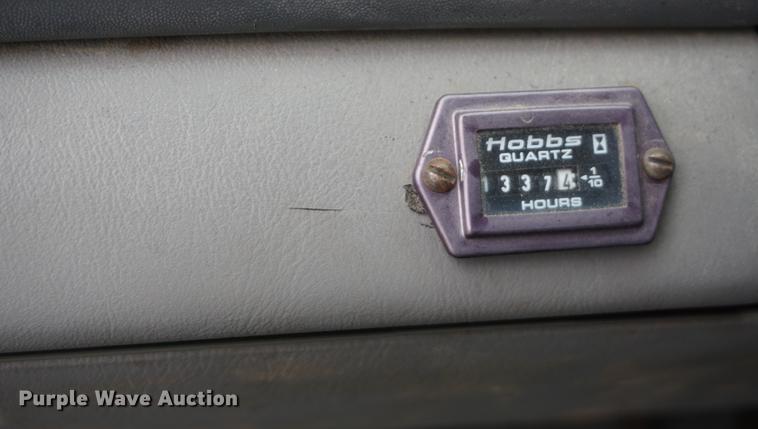 Hobbs
QUARTZ
13374 1/10
HOURS
Purple Wave Auction